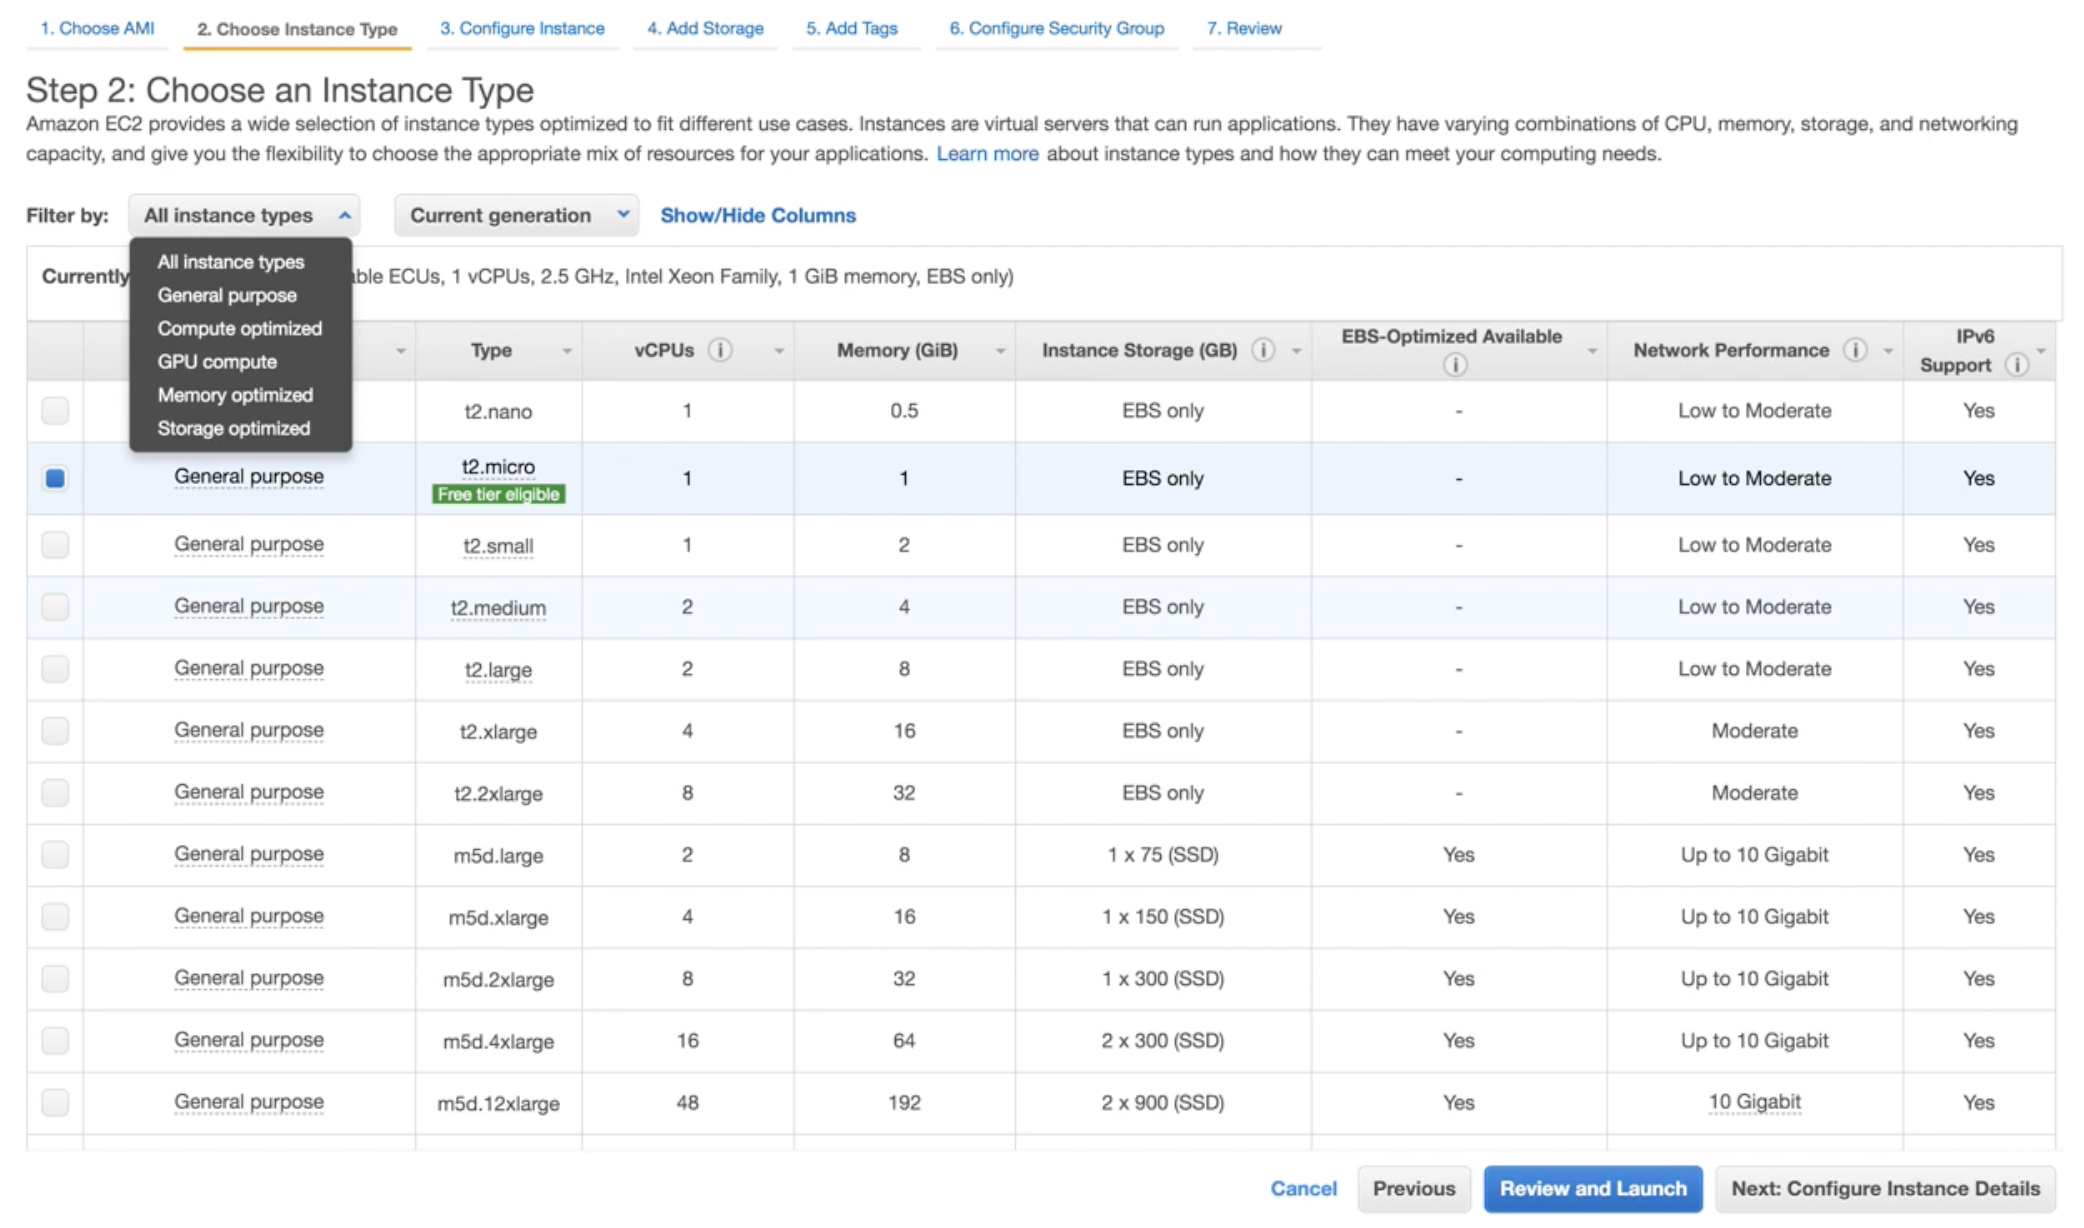 1. Choose AMI 2. Choose Instance Type 3. Configure Instance 4. Add Storage 5. Add Tags 6. Configure Security Group 7. Review
Step 2: Choose an Instance Type
Amazon EC2 provides a wide selection of instance types optimized to fit different use cases. Instances are virtual servers that can run applications. They have varying combinations of CPU, memory, storage, and networking
capacity, and give you the flexibility to choose the appropriate mix of resources for your applications. Learn more about instance types and how they can meet your computing needs.
Filter by: All instance types Current generation Show/Hide Columns
All instance types
General purpose
Compute optimized
GPU compute
Memory optimized
Storage optimized
Currently ble ECUs, 1 vCPUs, 2.5 GHz, Intel Xeon Family, 1 GiB memory, EBS only)
Type vCPUs i Memory (GiB) Instance Storage (GB) i EBS-Optimized Available i Network Performance i IPv6 Support i
t2.nano 1 0.5 EBS only - Low to Moderate Yes
General purpose t2.micro Free tier eligible 1 1 EBS only - Low to Moderate Yes
General purpose t2.small 1 2 EBS only - Low to Moderate Yes
General purpose t2.medium 2 4 EBS only - Low to Moderate Yes
General purpose t2.large 2 8 EBS only - Low to Moderate Yes
General purpose t2.xlarge 4 16 EBS only - Moderate Yes
General purpose t2.2xlarge 8 32 EBS only - Moderate Yes
General purpose m5d.large 2 8 1 x 75 (SSD) Yes Up to 10 Gigabit Yes
General purpose m5d.xlarge 4 16 1 x 150 (SSD) Yes Up to 10 Gigabit Yes
General purpose m5d.2xlarge 8 32 1 x 300 (SSD) Yes Up to 10 Gigabit Yes
General purpose m5d.4xlarge 16 64 2 x 300 (SSD) Yes Up to 10 Gigabit Yes
General purpose m5d.12xlarge 48 192 2 x 900 (SSD) Yes 10 Gigabit Yes
Cancel Previous Review and Launch Next: Configure Instance Details